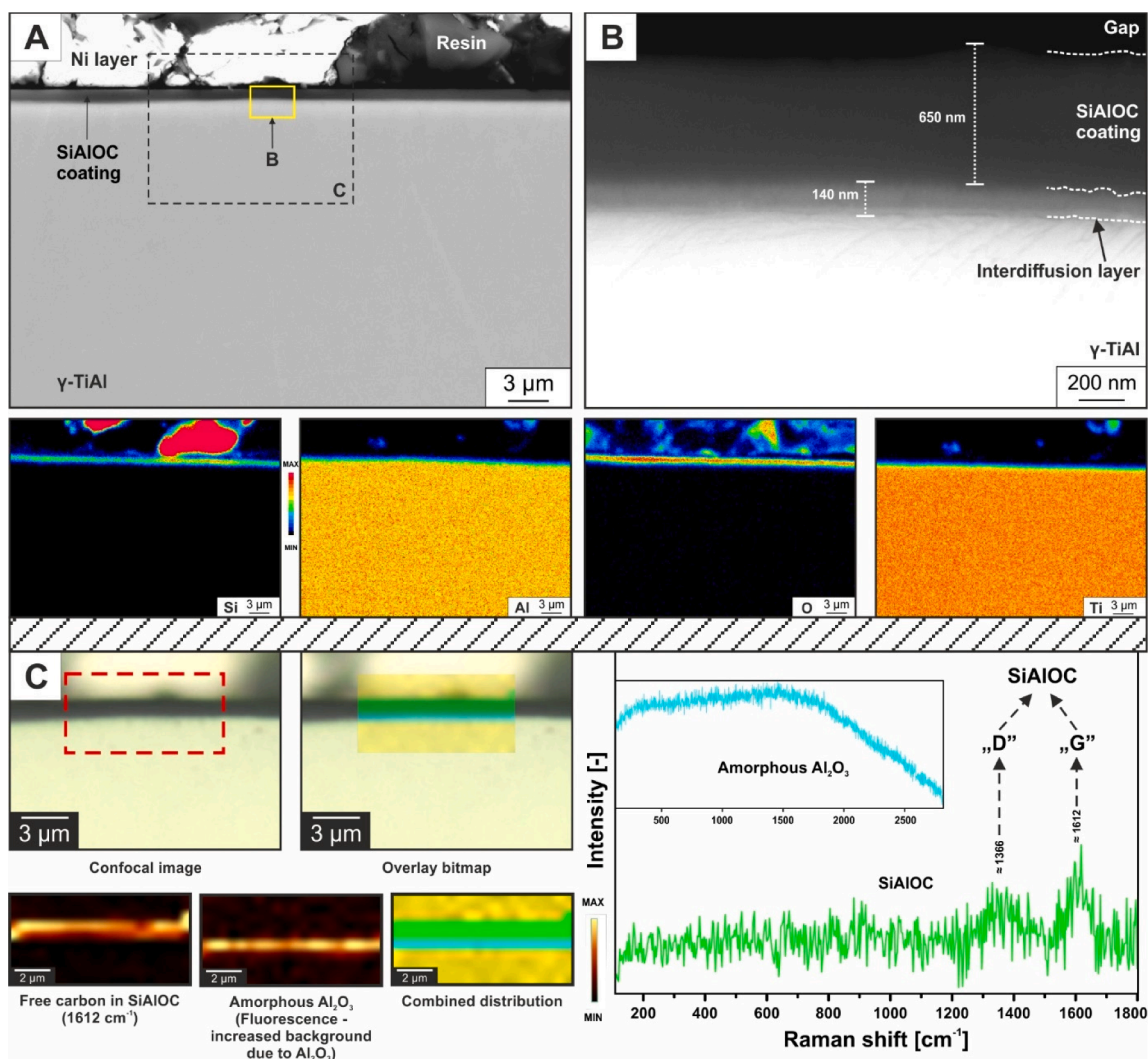 A
Ni layer
Resin
SiAlOC
coating
B
C
γ-TiAl
3 µm
B
Gap
650 nm
SiAlOC
coating
140 nm
Interdiffusion layer
γ-TiAl
200 nm
MAX
MIN
Si
3 µm
Al
3 µm
O
3 µm
Ti
3 µm
C
3 µm
3 µm
Confocal image
Overlay bitmap
2 µm
2 µm
2 µm
Free carbon in SiAlOC
(1612 cm⁻¹)
Amorphous Al₂O₃
(Fluorescence -
increased background
due to Al₂O₃)
Combined distribution
MAX
MIN
Intensity [-]
Amorphous Al₂O₃
500
1000
1500
2000
2500
SiAlOC
„D”
„G”
≈ 1366
≈ 1612
SiAlOC
200
400
600
800
1000
1200
1400
1600
1800
Raman shift [cm⁻¹]